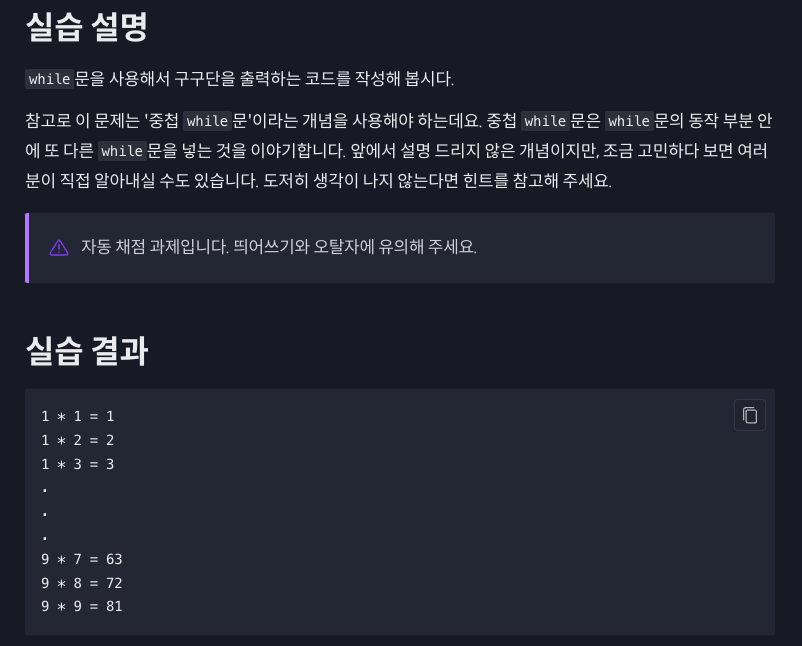 실습 설명
while문을 사용해서 구구단을 출력하는 코드를 작성해 봅시다.
참고로 이 문제는 '중첩 while문'이라는 개념을 사용해야 하는데요. 중첩 while문은 while문의 동작 부분 안
에 또 다른 while문을 넣는 것을 이야기합니다. 앞에서 설명 드리지 않은 개념이지만, 조금 고민하다 보면 여러
분이 직접 알아내실 수도 있습니다. 도저히 생각이 나지 않는다면 힌트를 참고해 주세요.
자동 채점 과제입니다. 띄어쓰기와 오탈자에 유의해 주세요.
실습 결과
1 * 1 = 1
1 * 2 = 2
1 * 3 = 3
.
.
.
9 * 7 = 63
9 * 8 = 72
9 * 9 = 81